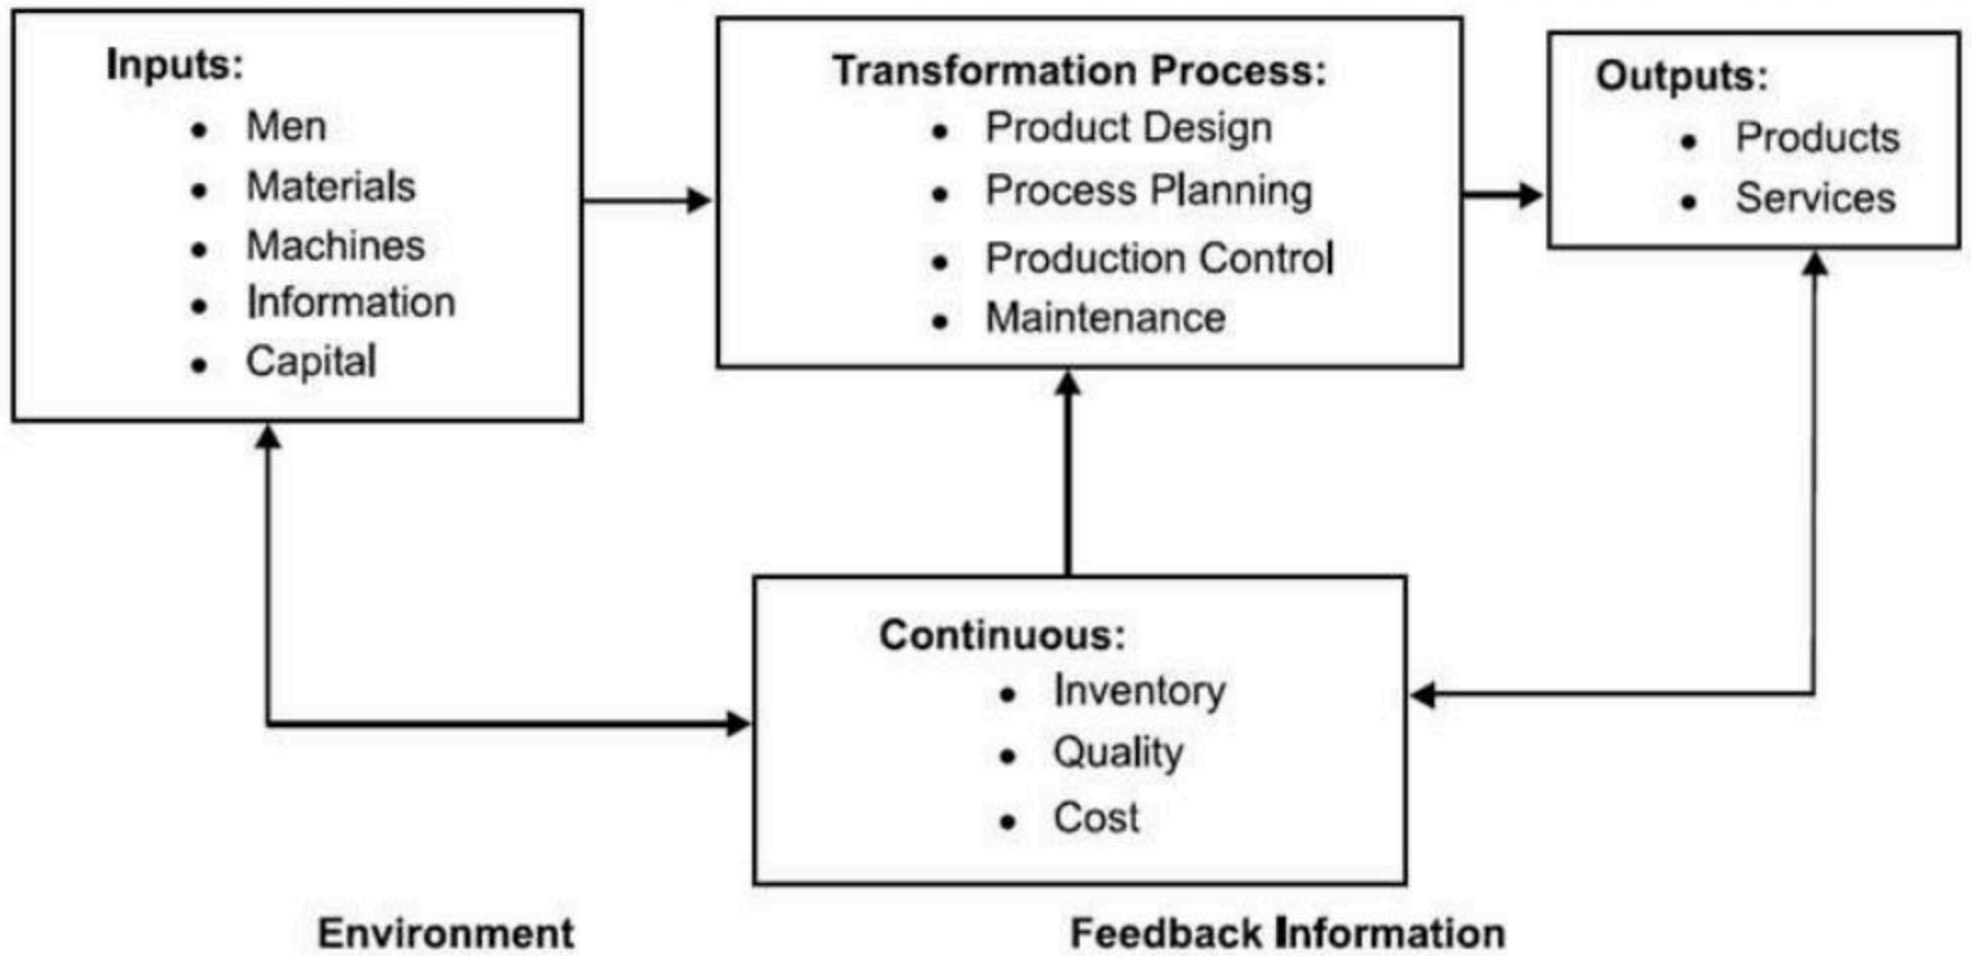 Inputs:
• Men
• Materials
• Machines
• Information
• Capital
Transformation Process:
• Product Design
• Process Planning
• Production Control
• Maintenance
Outputs:
• Products
• Services
Continuous:
• Inventory
• Quality
• Cost
Environment
Feedback Information